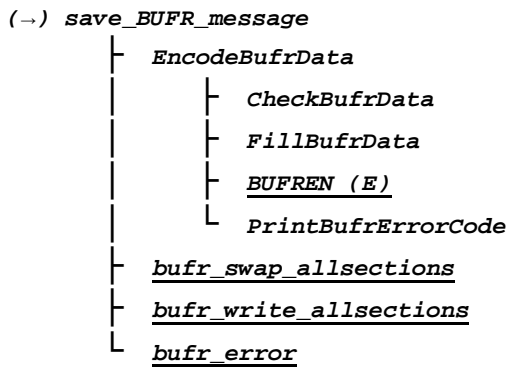 (→) save_BUFR_message
├ EncodeBufrData
│ ├ CheckBufrData
│ ├ FillBufrData
│ ├ BUFREN (E)
│ └ PrintBufrErrorCode
├ bufr_swap_allsections
├ bufr_write_allsections
└ bufr_error